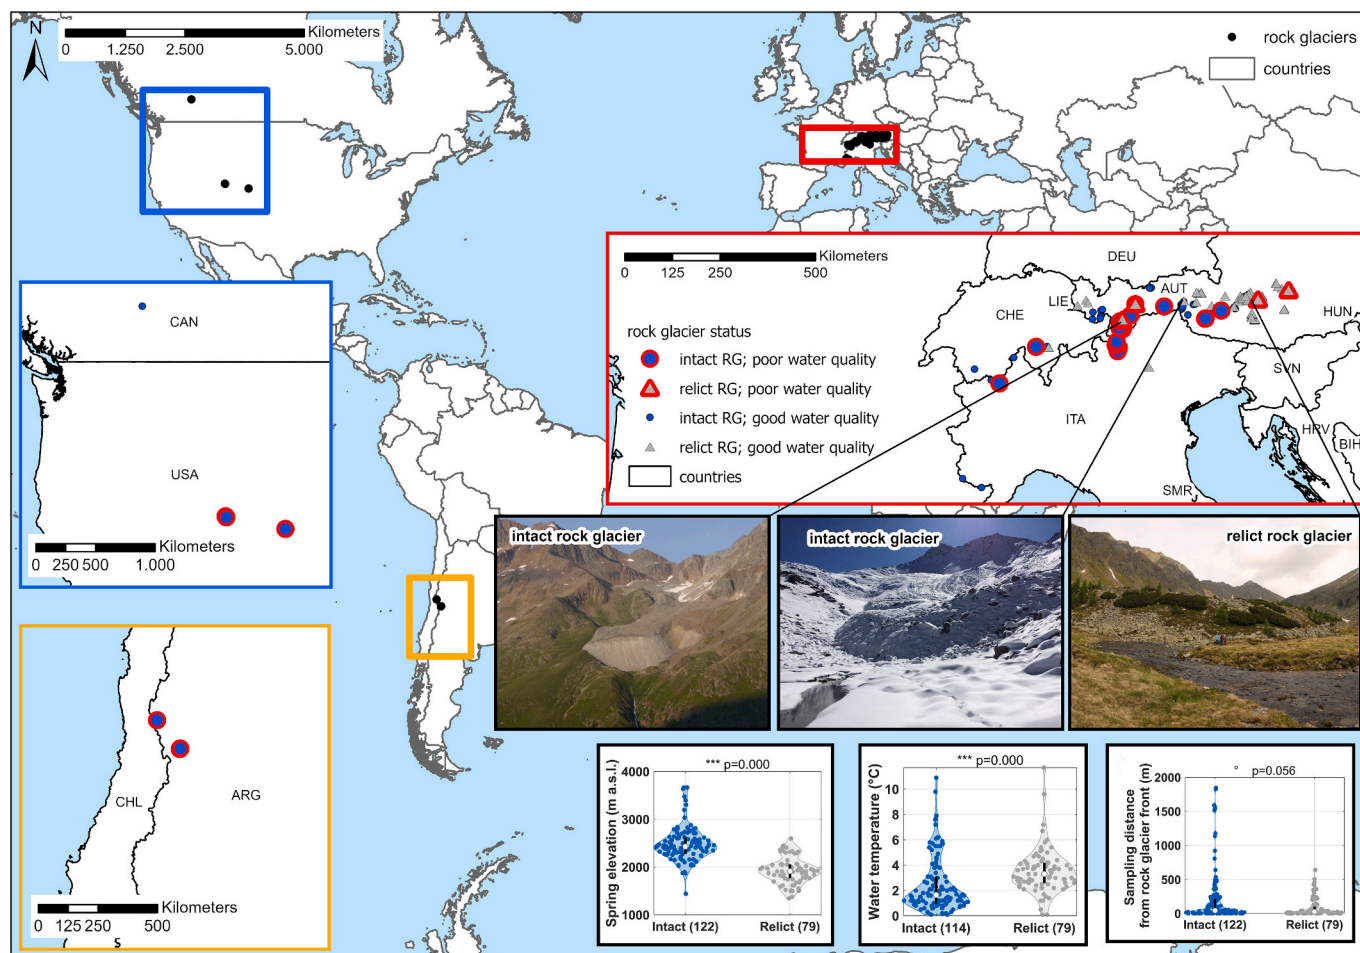 N
Kilometers
0 1.250 2.500 5.000
rock glaciers
countries
Kilometers
0 125 250 500
DEU
LIE
AUT
CHE
HUN
SVN
ITA
HRV
BIH
SMR
rock glacier status
intact RG; poor water quality
relict RG; poor water quality
intact RG; good water quality
relict RG; good water quality
countries
CAN
USA
Kilometers
0 250 500 1.000
intact rock glacier
intact rock glacier
relict rock glacier
CHL
ARG
Kilometers
0 125 250 500
*** p=0.000
Spring elevation (m a.s.l.)
4000
3000
2000
1000
Intact (122) Relict (79)
*** p=0.000
Water temperature (°C)
10
8
6
4
2
0
Intact (114) Relict (79)
° p=0.056
Sampling distance
from rock glacier front (m)
2000
1500
1000
500
0
Intact (122) Relict (79)